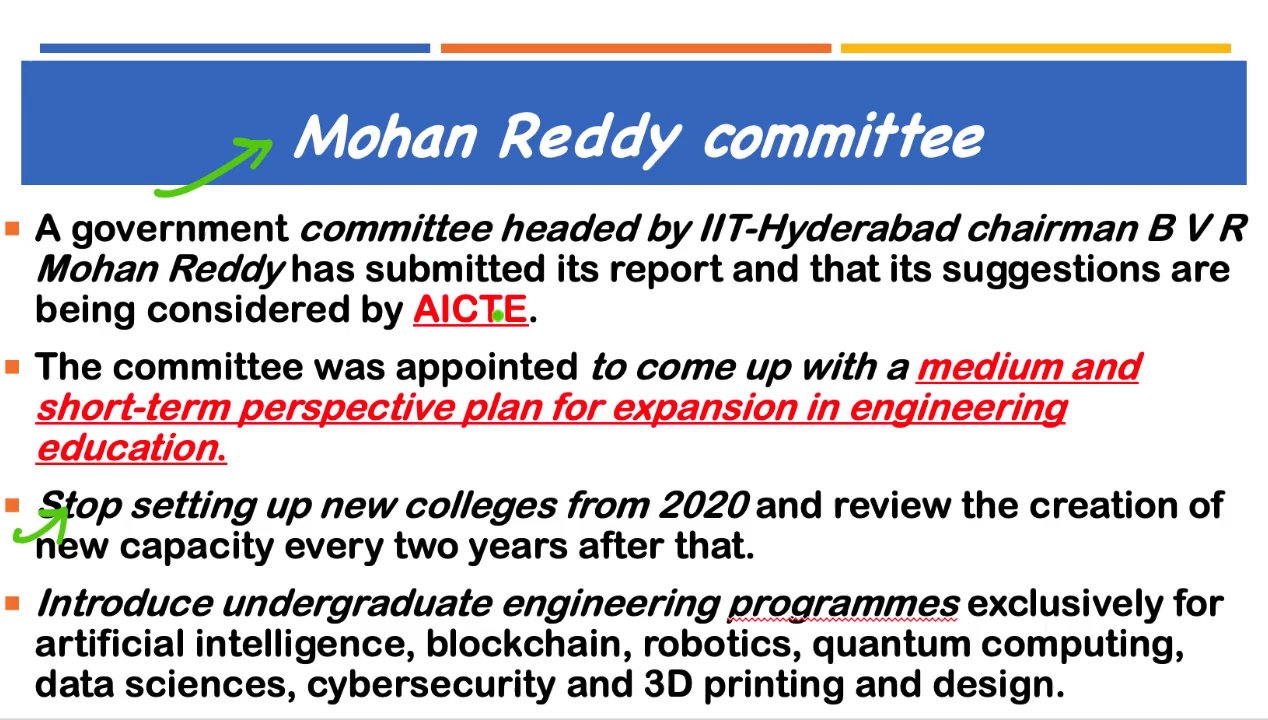 Mohan Reddy committee
A government committee headed by IIT-Hyderabad chairman B V R
Mohan Reddy has submitted its report and that its suggestions are
being considered by AICTE.
The committee was appointed to come up with a medium and
short-term perspective plan for expansion in engineering
education.
Stop setting up new colleges from 2020 and review the creation of
new capacity every two years after that.
Introduce undergraduate engineering programmes exclusively for
artificial intelligence, blockchain, robotics, quantum computing,
data sciences, cybersecurity and 3D printing and design.